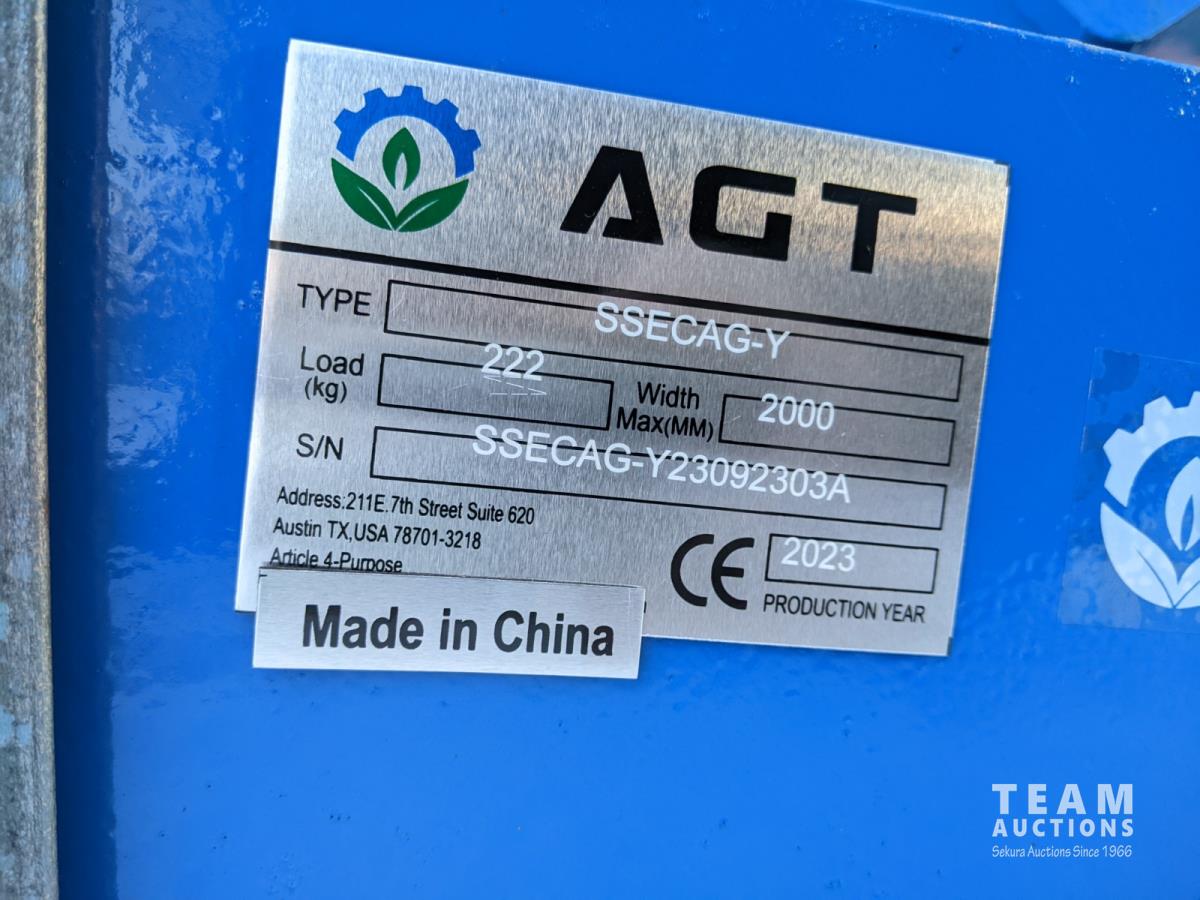 AGT
TYPE SSECAG-Y
Load (kg) 222 Width Max(MM) 2000
S/N SSECAG-Y23092303A
Address:211E.7th Street Suite 620
Austin TX,USA 78701-3218
Article 4-Purpose
CE 2023
PRODUCTION YEAR
Made in China
TEAM
AUCTIONS
Sekura Auctions Since 1966